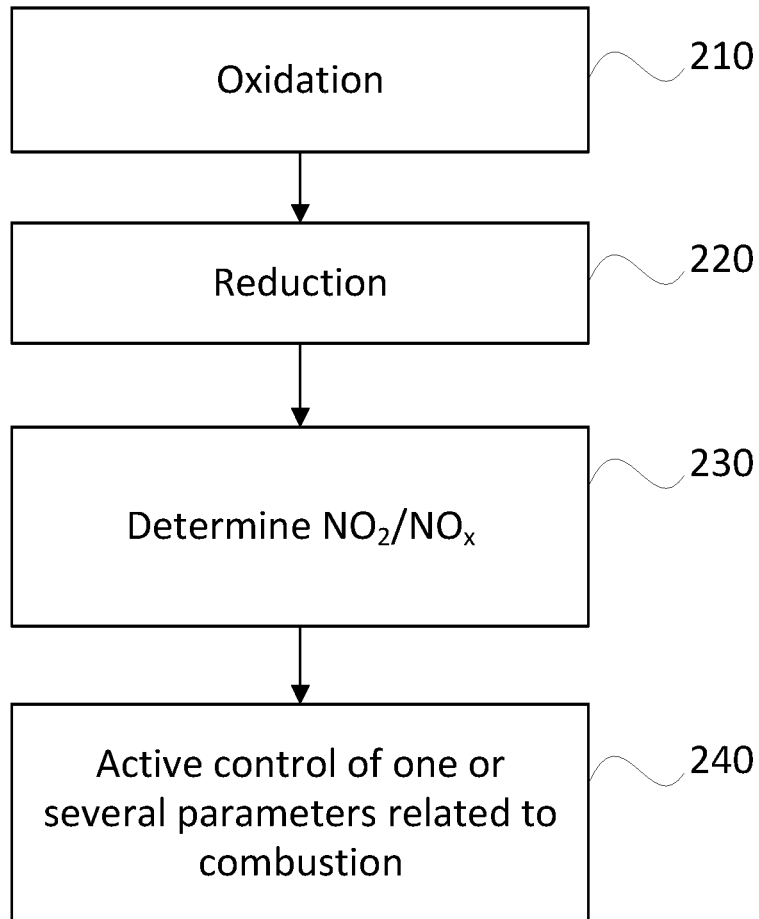 Oxidation
210
Reduction
220
Determine NO₂/NOₓ
230
Active control of one or
several parameters related to
combustion
240